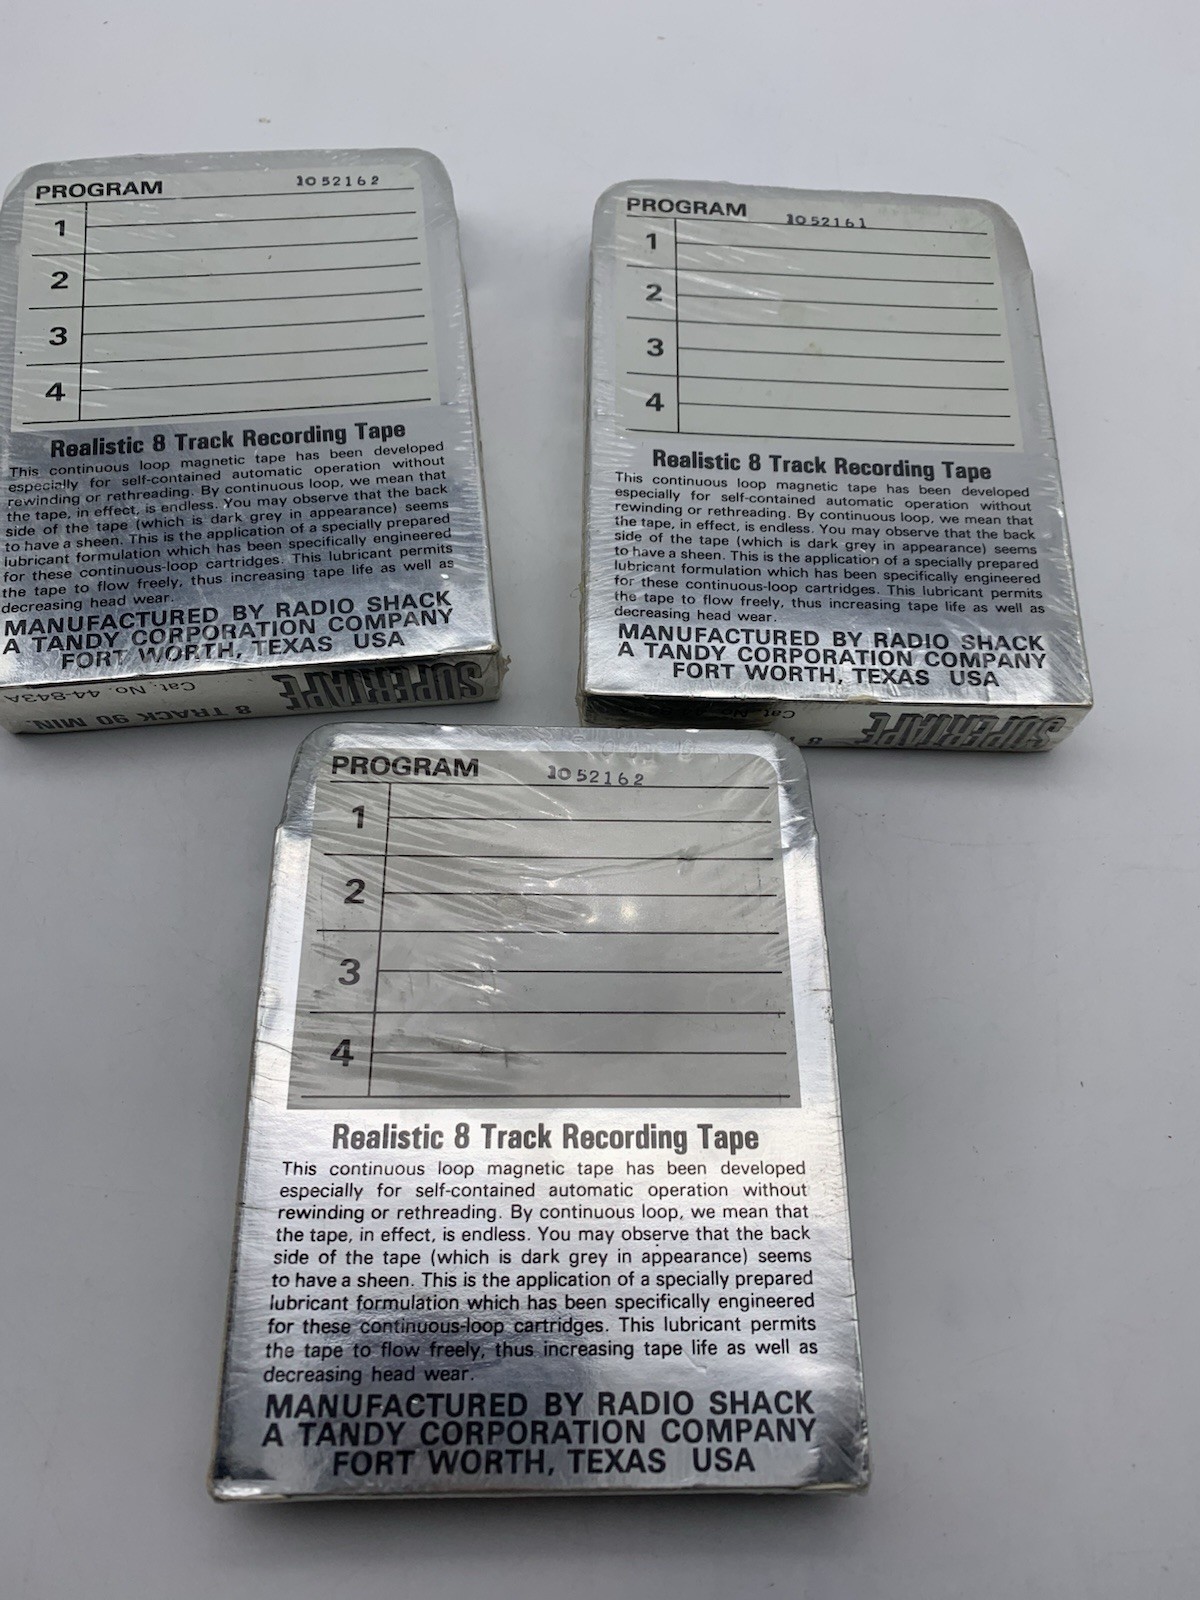 PROGRAM 1052162
1
2
3
4
Realistic 8 Track Recording Tape
This continuous loop magnetic tape has been developed
especially for self-contained automatic operation without
rewinding or rethreading. By continuous loop, we mean that
the tape, in effect, is endless. You may observe that the back
side of the tape (which is dark grey in appearance) seems
to have a sheen. This is the application of a specially prepared
lubricant formulation which has been specifically engineered
for these continuous-loop cartridges. This lubricant permits
the tape to flow freely, thus increasing tape life as well as
decreasing head wear.
MANUFACTURED BY RADIO SHACK
A TANDY CORPORATION COMPANY
FORT WORTH, TEXAS USA
SUPERTAPE
Cat. No. 44-843A
8 TRACK 90 MIN.
PROGRAM 1052161
1
2
3
4
Realistic 8 Track Recording Tape
This continuous loop magnetic tape has been developed
especially for self-contained automatic operation without
rewinding or rethreading. By continuous loop, we mean that
the tape, in effect, is endless. You may observe that the back
side of the tape (which is dark grey in appearance) seems
to have a sheen. This is the application of a specially prepared
lubricant formulation which has been specifically engineered
for these continuous-loop cartridges. This lubricant permits
the tape to flow freely, thus increasing tape life as well as
decreasing head wear.
MANUFACTURED BY RADIO SHACK
A TANDY CORPORATION COMPANY
FORT WORTH, TEXAS USA
SUPERTAPE
Cat.
8
PROGRAM 1052162
1
2
3
4
Realistic 8 Track Recording Tape
This continuous loop magnetic tape has been developed
especially for self-contained automatic operation without
rewinding or rethreading. By continuous loop, we mean that
the tape, in effect, is endless. You may observe that the back
side of the tape (which is dark grey in appearance) seems
to have a sheen. This is the application of a specially prepared
lubricant formulation which has been specifically engineered
for these continuous-loop cartridges. This lubricant permits
the tape to flow freely, thus increasing tape life as well as
decreasing head wear.
MANUFACTURED BY RADIO SHACK
A TANDY CORPORATION COMPANY
FORT WORTH, TEXAS USA